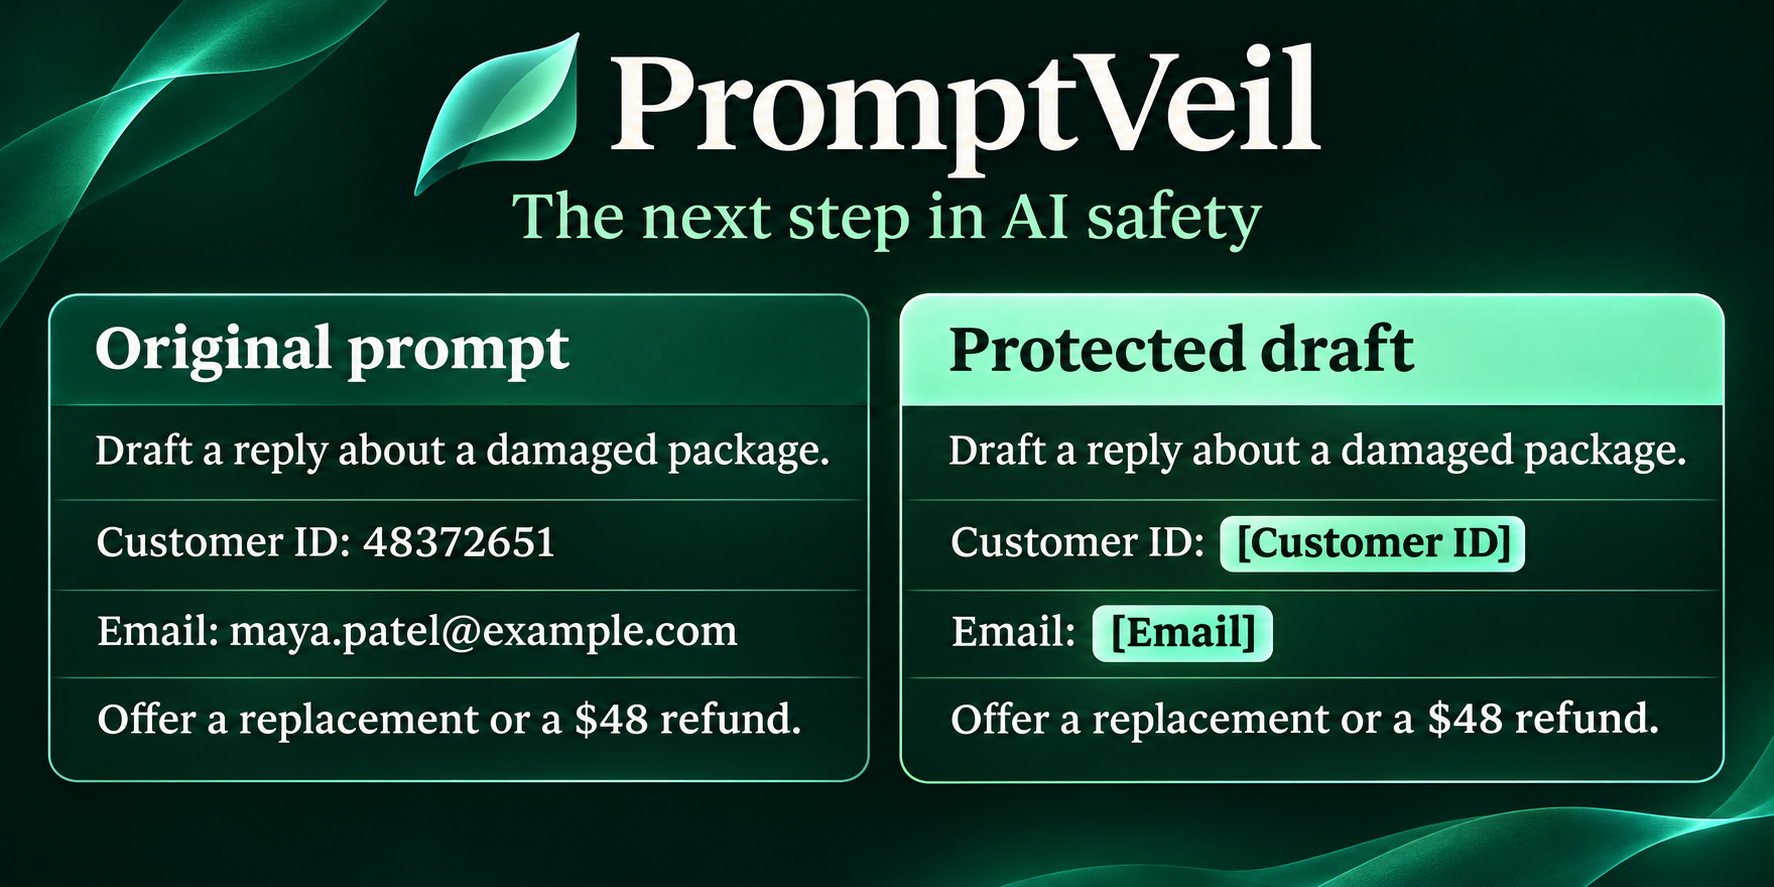 PromptVeil
The next step in AI safety
Original prompt
Draft a reply about a damaged package.
Customer ID: 48372651
Email: maya.patel@example.com
Offer a replacement or a $48 refund.
Protected draft
Draft a reply about a damaged package.
Customer ID: [Customer ID]
Email: [Email]
Offer a replacement or a $48 refund.